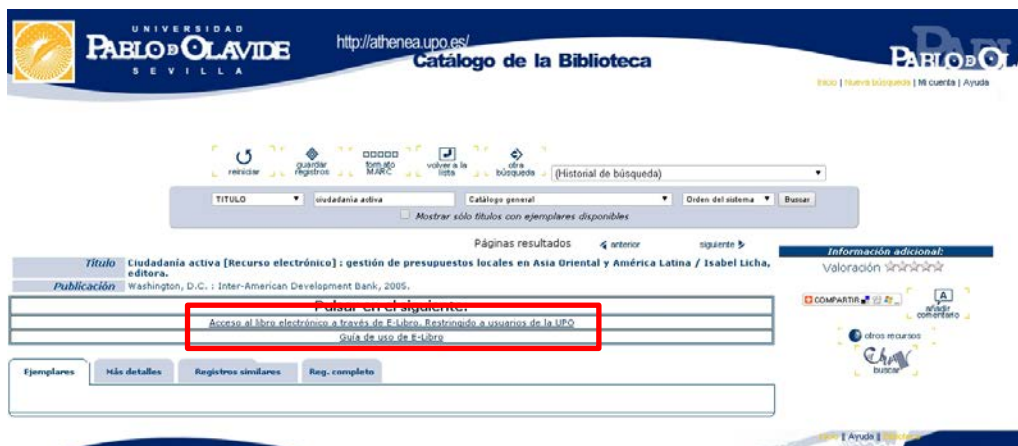 UNIVERSIDAD
PABLO DE OLAVIDE
SEVILLA
http://athenea.upo.es/
Catálogo de la Biblioteca
PABLO DE OL
Inicio | Nueva búsqueda | Mi cuenta | Ayuda
reiniciar
guardar registros
formato MARC
volver a la lista
otra búsqueda
(Historial de búsqueda)
TITULO
ciudadanía activa
Catálogo general
Orden del sistema
Buscar
Mostrar sólo títulos con ejemplares disponibles
Páginas resultados
anterior
siguiente
Título Ciudadanía activa [Recurso electrónico] : gestión de presupuestos locales en Asia Oriental y América Latina / Isabel Licha,
editora.
Publicación Washington, D.C. : Inter-American Development Bank, 2005.
Pulsar en el siguiente:
Acceso al libro electrónico a través de E-Libro. Restringido a usuarios de la UPO
Guía de uso de E-Libro
Información adicional:
Valoración
COMPARTIR
añadir
comentario
otros recursos
buscar
Ejemplares
Más detalles
Registros similares
Reg. completo
| Ayuda |